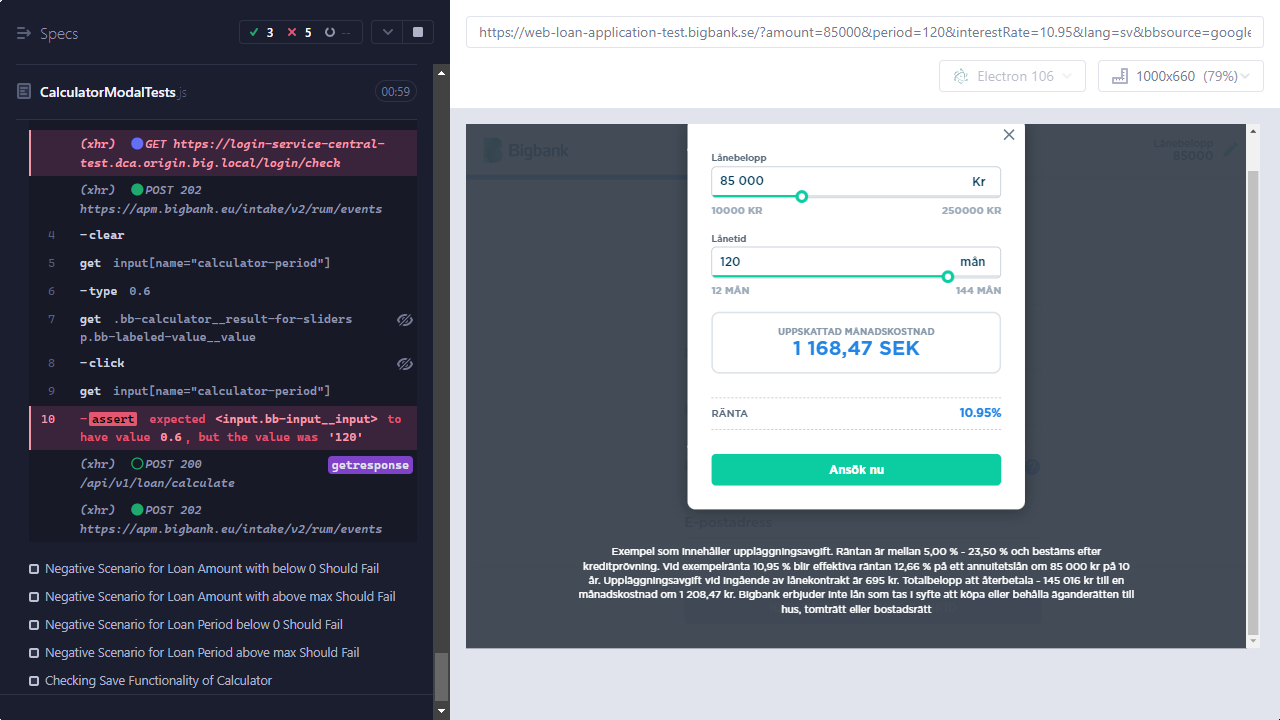 Specs
3
5
--
CalculatorModalTests.js
00:59
(xhr) GET https://login-service-central-
test.dca.origin.big.local/login/check
(xhr) POST 202
https://apm.bigbank.eu/intake/v2/rum/events
4 -clear
5 get input[name="calculator-period"]
6 -type 0.6
7 get .bb-calculator__result-for-sliders
p.bb-labeled-value__value
8 -click
9 get input[name="calculator-period"]
10 -assert expected <input.bb-input__input> to
have value 0.6, but the value was '120'
(xhr) POST 200 getresponse
/api/v1/loan/calculate
(xhr) POST 202
https://apm.bigbank.eu/intake/v2/rum/events
Negative Scenario for Loan Amount with below 0 Should Fail
Negative Scenario for Loan Amount with above max Should Fail
Negative Scenario for Loan Period below 0 Should Fail
Negative Scenario for Loan Period above max Should Fail
Checking Save Functionality of Calculator
https://web-loan-application-test.bigbank.se/?amount=85000&period=120&interestRate=10.95&lang=sv&bbsource=google
Electron 106
1000x660 (79%)
Bigbank
Lånebelopp
85000
Lånebelopp
85 000 Kr
10000 KR 250000 KR
Lånetid
120 mån
12 MÅN 144 MÅN
UPPSKATTAD MÅNADSKOSTNAD
1 168,47 SEK
RÄNTA 10.95%
Ansök nu
E-postadress
Exempel som innehåller uppläggningsavgift. Räntan är mellan 5,00 % - 23,50 % och bestäms efter
kreditprövning. Vid exempelränta 10,95 % blir effektiva räntan 12,66 % på ett annuitetslån om 85 000 kr på 10
år. Uppläggningsavgift vid ingående av lånekontrakt är 695 kr. Totalbelopp att återbetala - 145 016 kr till en
månadskostnad om 1 208,47 kr. Bigbank erbjuder inte lån som tas i syfte att köpa eller behålla äganderätten till
hus, tomträtt eller bostadsrätt